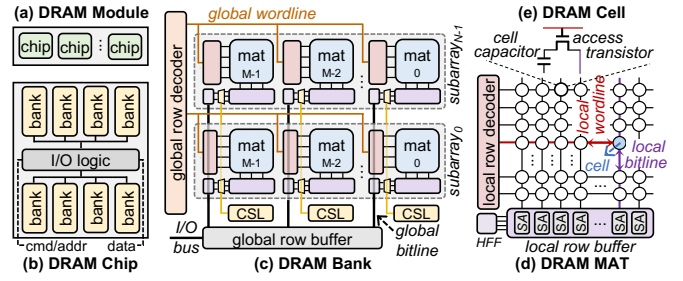 (a) DRAM Module
chip chip ⋮ chip
bank bank bank bank
I/O logic
bank bank bank bank
cmd/addr data
(b) DRAM Chip
global wordline
global row decoder
mat M-1
mat M-2
mat 0
subarrayN-1
mat M-1
mat M-2
mat 0
subarray0
CSL CSL CSL
I/O bus
global row buffer
global bitline
(c) DRAM Bank
(e) DRAM Cell
cell capacitor
access transistor
local row decoder
local wordline
local bitline
cell
...
...
HFF
SA SA SA SA SA ... SA
local row buffer
(d) DRAM MAT